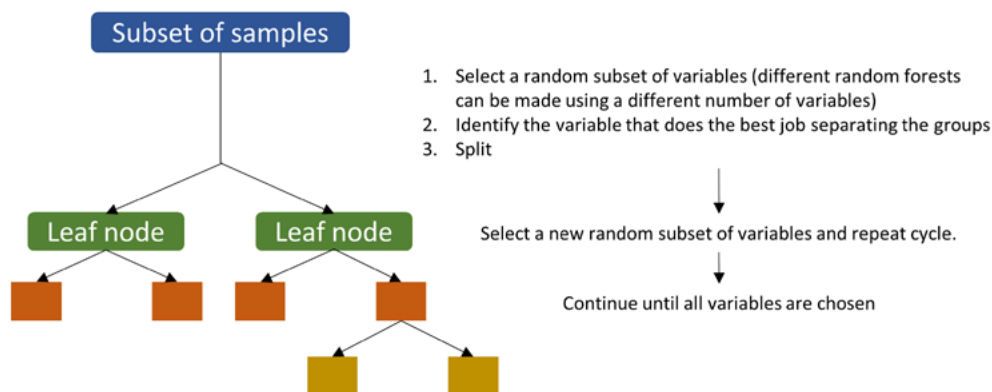 Subset of samples
1. Select a random subset of variables (different random forests
can be made using a different number of variables)
2. Identify the variable that does the best job separating the groups
3. Split
Leaf node
Leaf node
Select a new random subset of variables and repeat cycle.
Continue until all variables are chosen